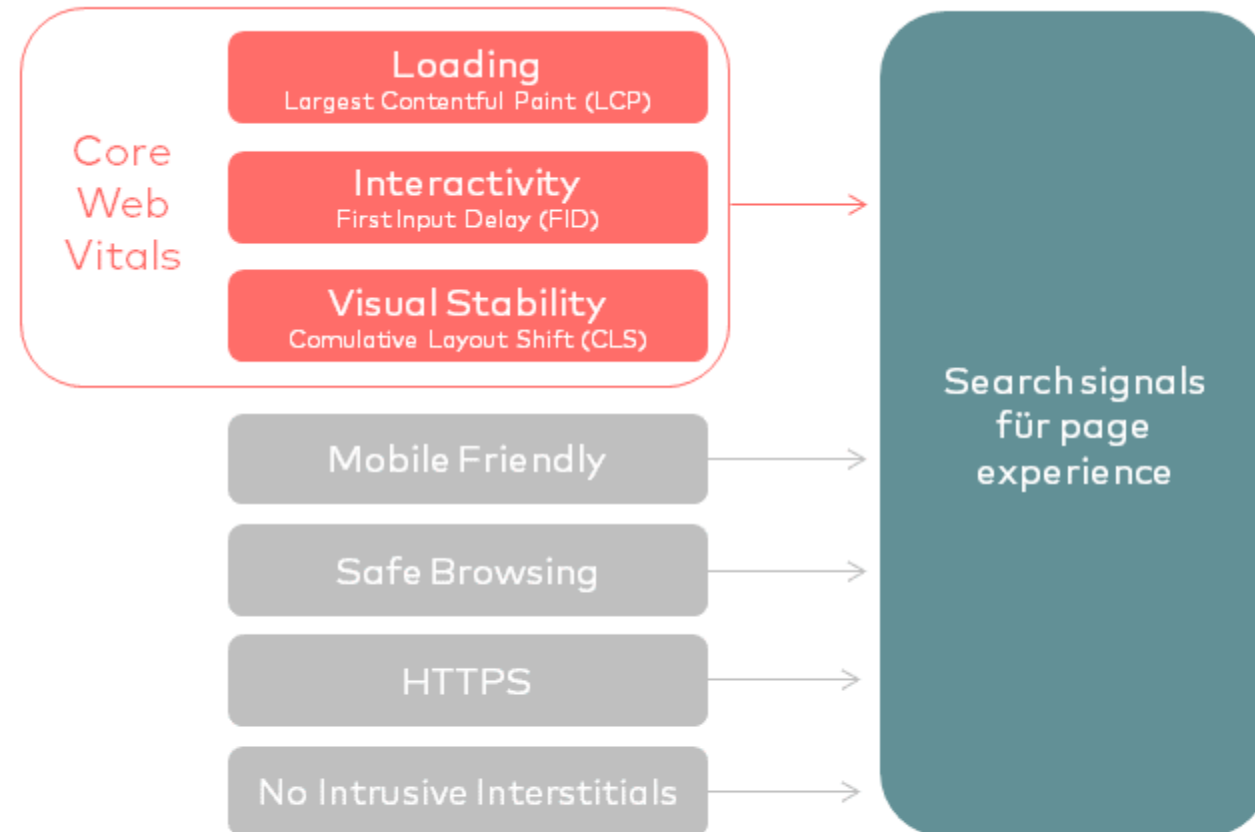 Core
Web
Vitals
Loading
Largest Contentful Paint (LCP)
Interactivity
First Input Delay (FID)
Visual Stability
Comulative Layout Shift (CLS)
Mobile Friendly
Safe Browsing
HTTPS
No Intrusive Interstitials
Search signals
für page
experience